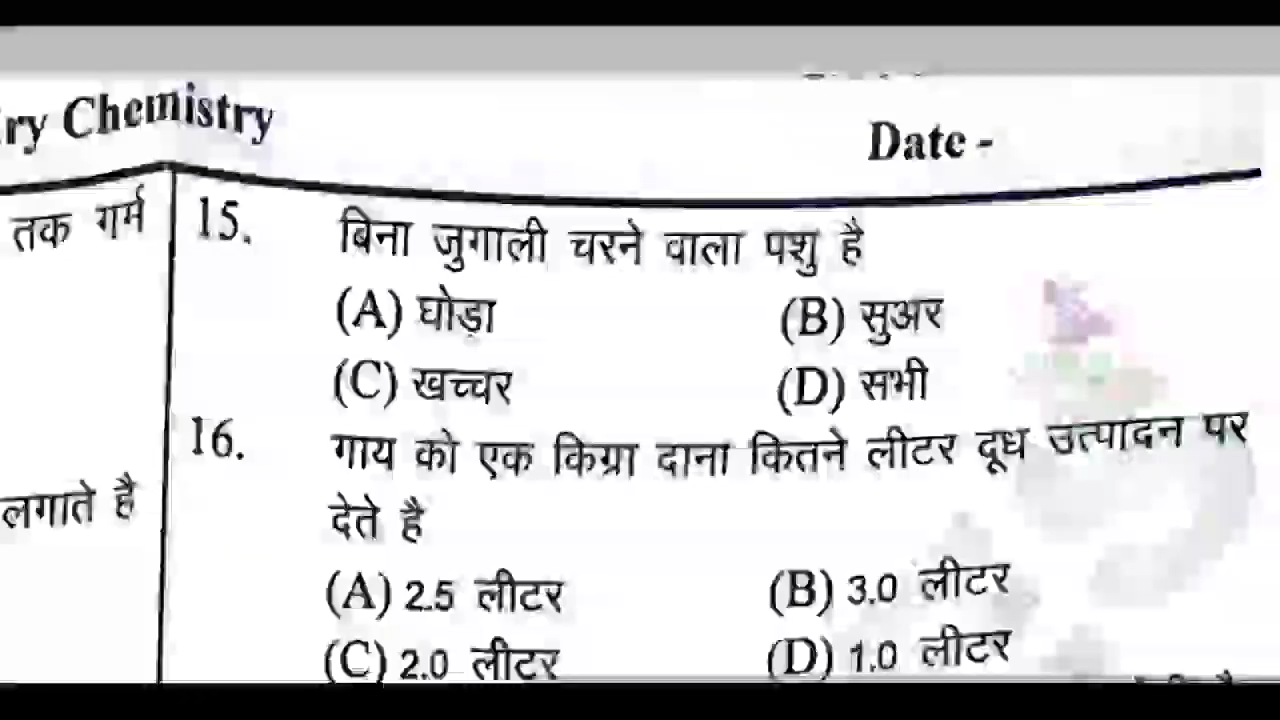 ry Chemistry
Date -
तक गर्म
लगाते है
15. बिना जुगाली चरने वाला पशु है
(A) घोड़ा (B) सुअर
(C) खच्चर (D) सभी
16. गाय को एक किग्रा दाना कितने लीटर दूध उत्पादन पर
देते है
(A) 2.5 लीटर (B) 3.0 लीटर
(C) 2.0 लीटर (D) 1.0 लीटर